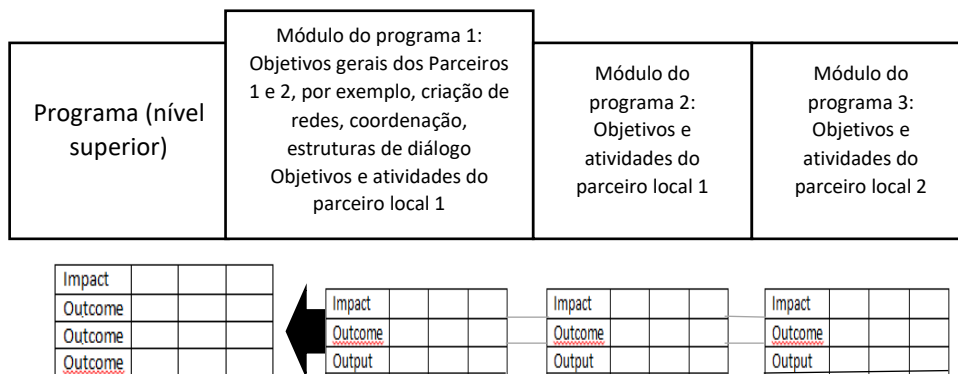 Programa (nível
superior)
Módulo do programa 1:
Objetivos gerais dos Parceiros
1 e 2, por exemplo, criação de
redes, coordenação,
estruturas de diálogo
Objetivos e atividades do
parceiro local 1
Módulo do
programa 2:
Objetivos e
atividades do
parceiro local 1
Módulo do
programa 3:
Objetivos e
atividades do
parceiro local 2
Impact
Outcome
Outcome
Outcome
Impact
Outcome
Output
Impact
Outcome
Output
Impact
Outcome
Output